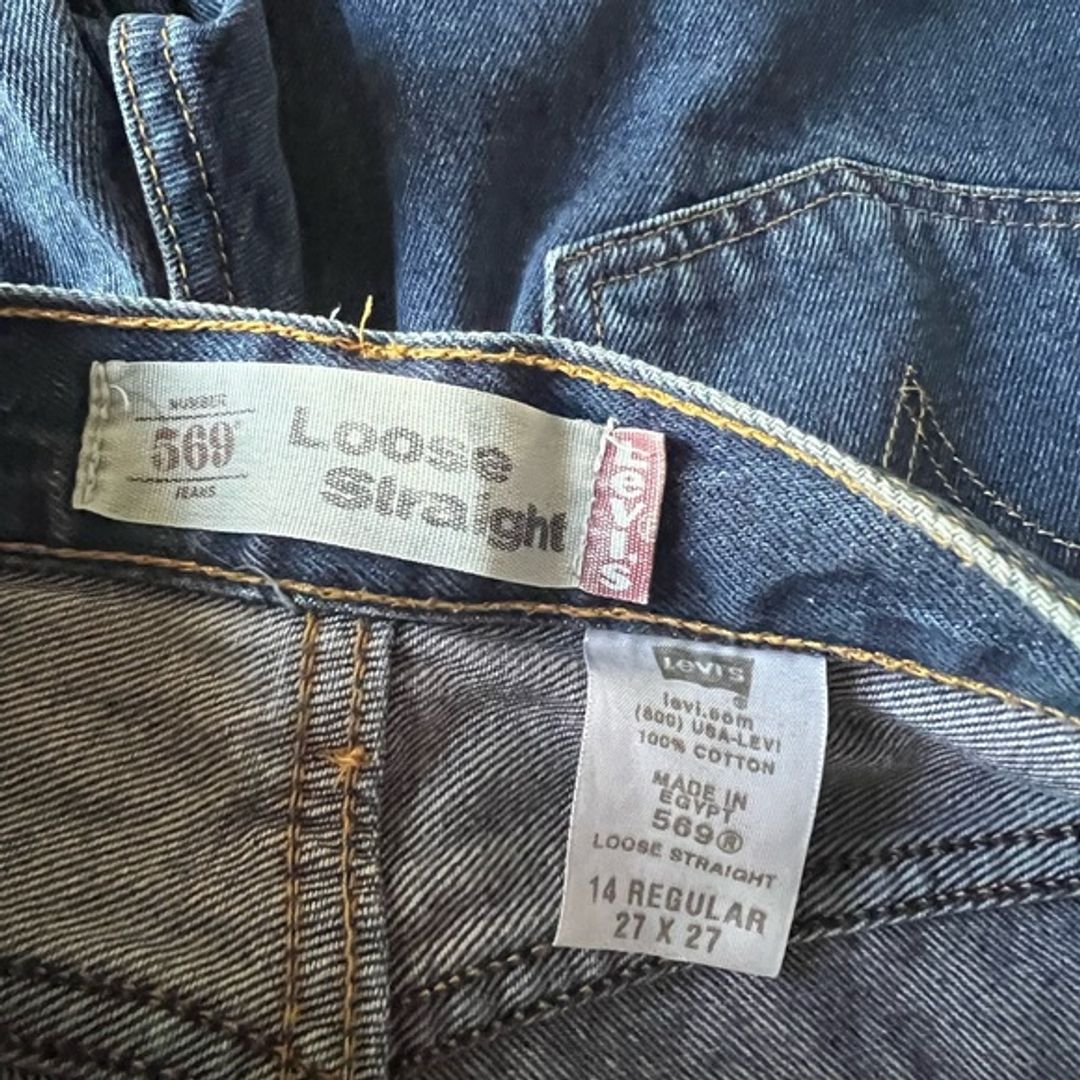 NUMBER
569
JEANS
Loose
Straight
Levi's
Levi's
levi.com
(800) USA-LEVI
100% COTTON
MADE IN
EGYPT
569®
LOOSE STRAIGHT
14 REGULAR
27 X 27